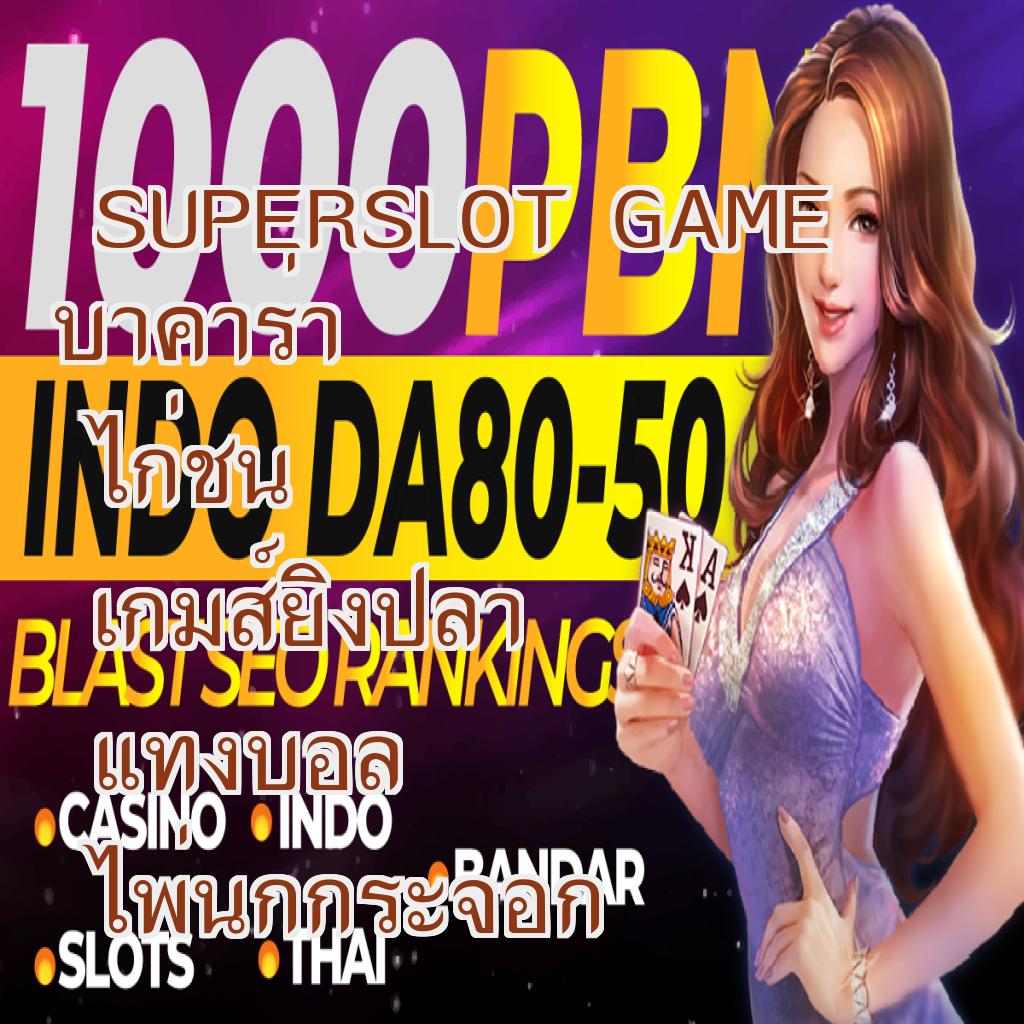 1000PBN
SUPERSLOT GAME
บาคาร่า
INDO DA80-50
ไก่ชน
เกมส์ยิงปลา
BLAST SEO RANKINGS
แทงบอล
CASINO
INDO
BANDAR
ไพ่นกกระจอก
SLOTS
THAI
A
K